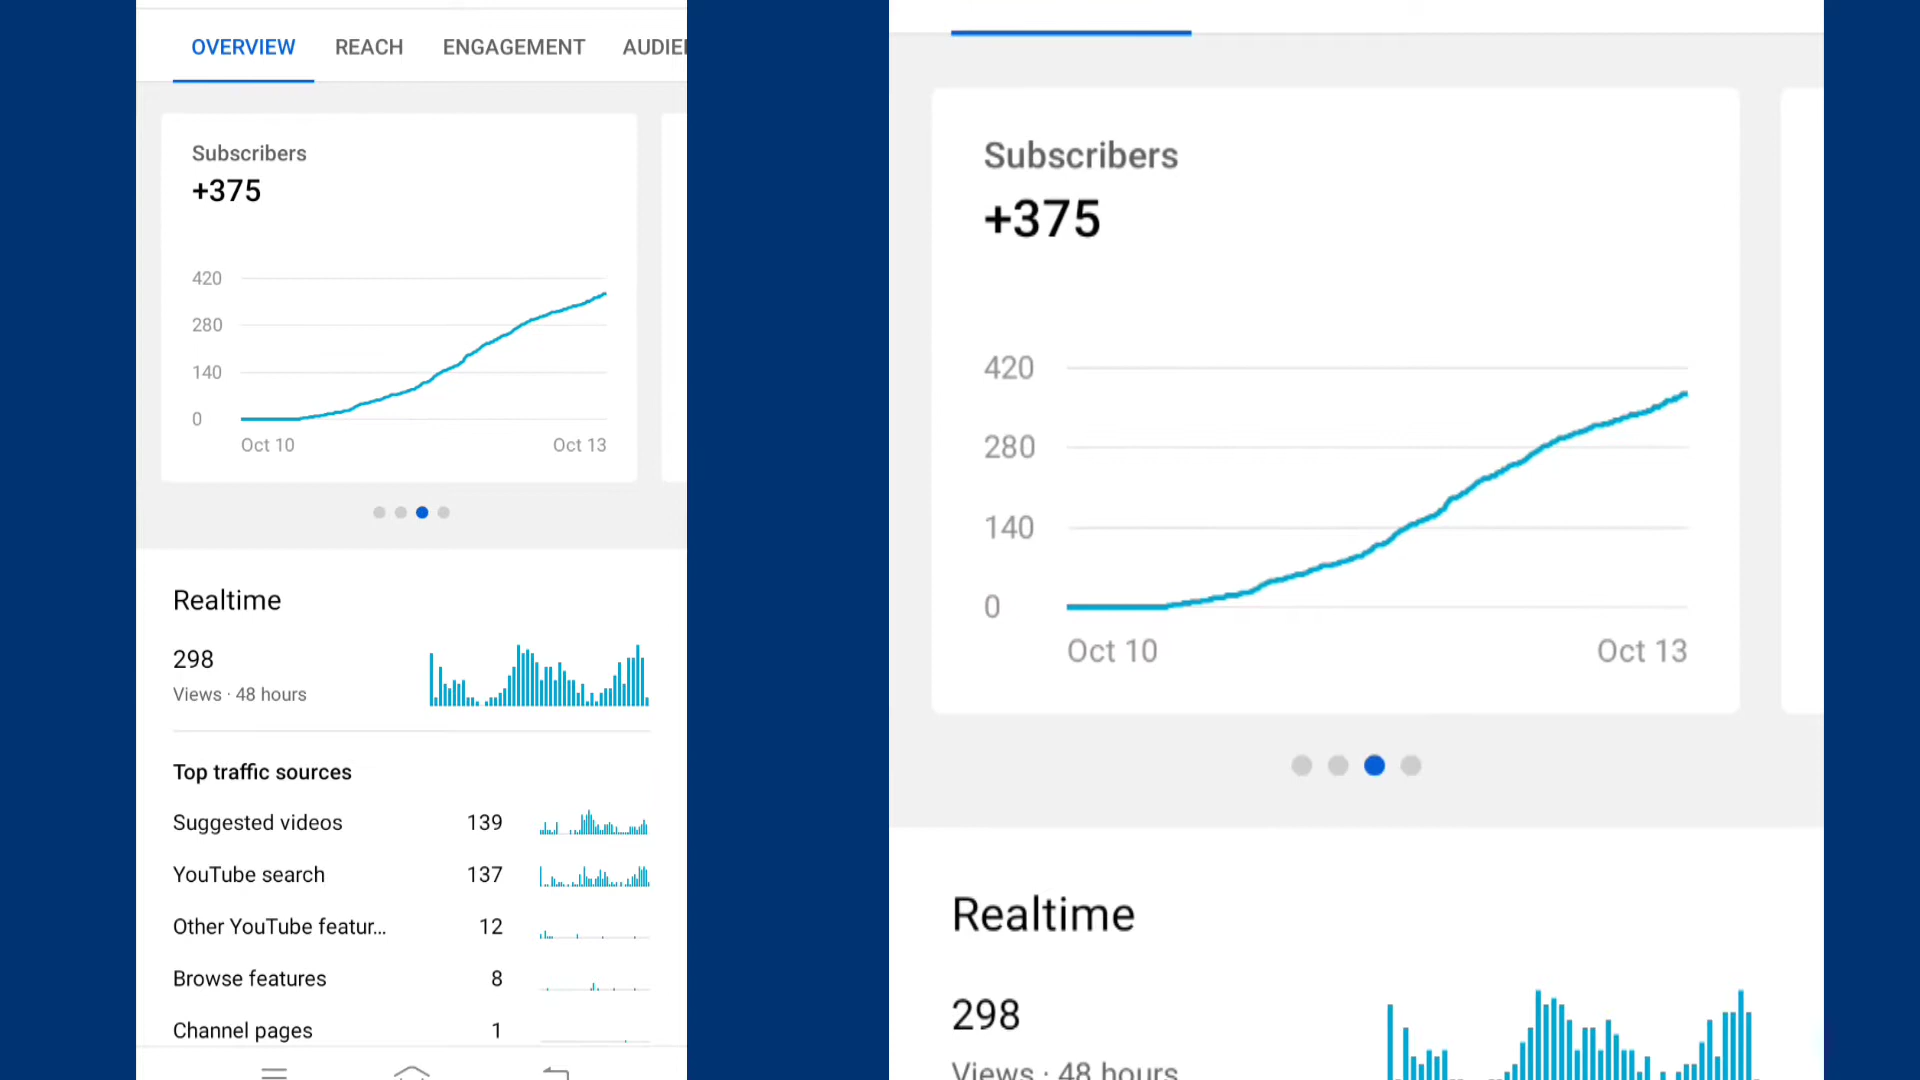 OVERVIEW REACH ENGAGEMENT AUDIE
Subscribers
+375
420
280
140
0
Oct 10 Oct 13
Realtime
298
Views · 48 hours
Top traffic sources
Suggested videos 139
YouTube search 137
Other YouTube featur... 12
Browse features 8
Channel pages 1
Subscribers
+375
420
280
140
0
Oct 10 Oct 13
Realtime
298
Views · 48 hours